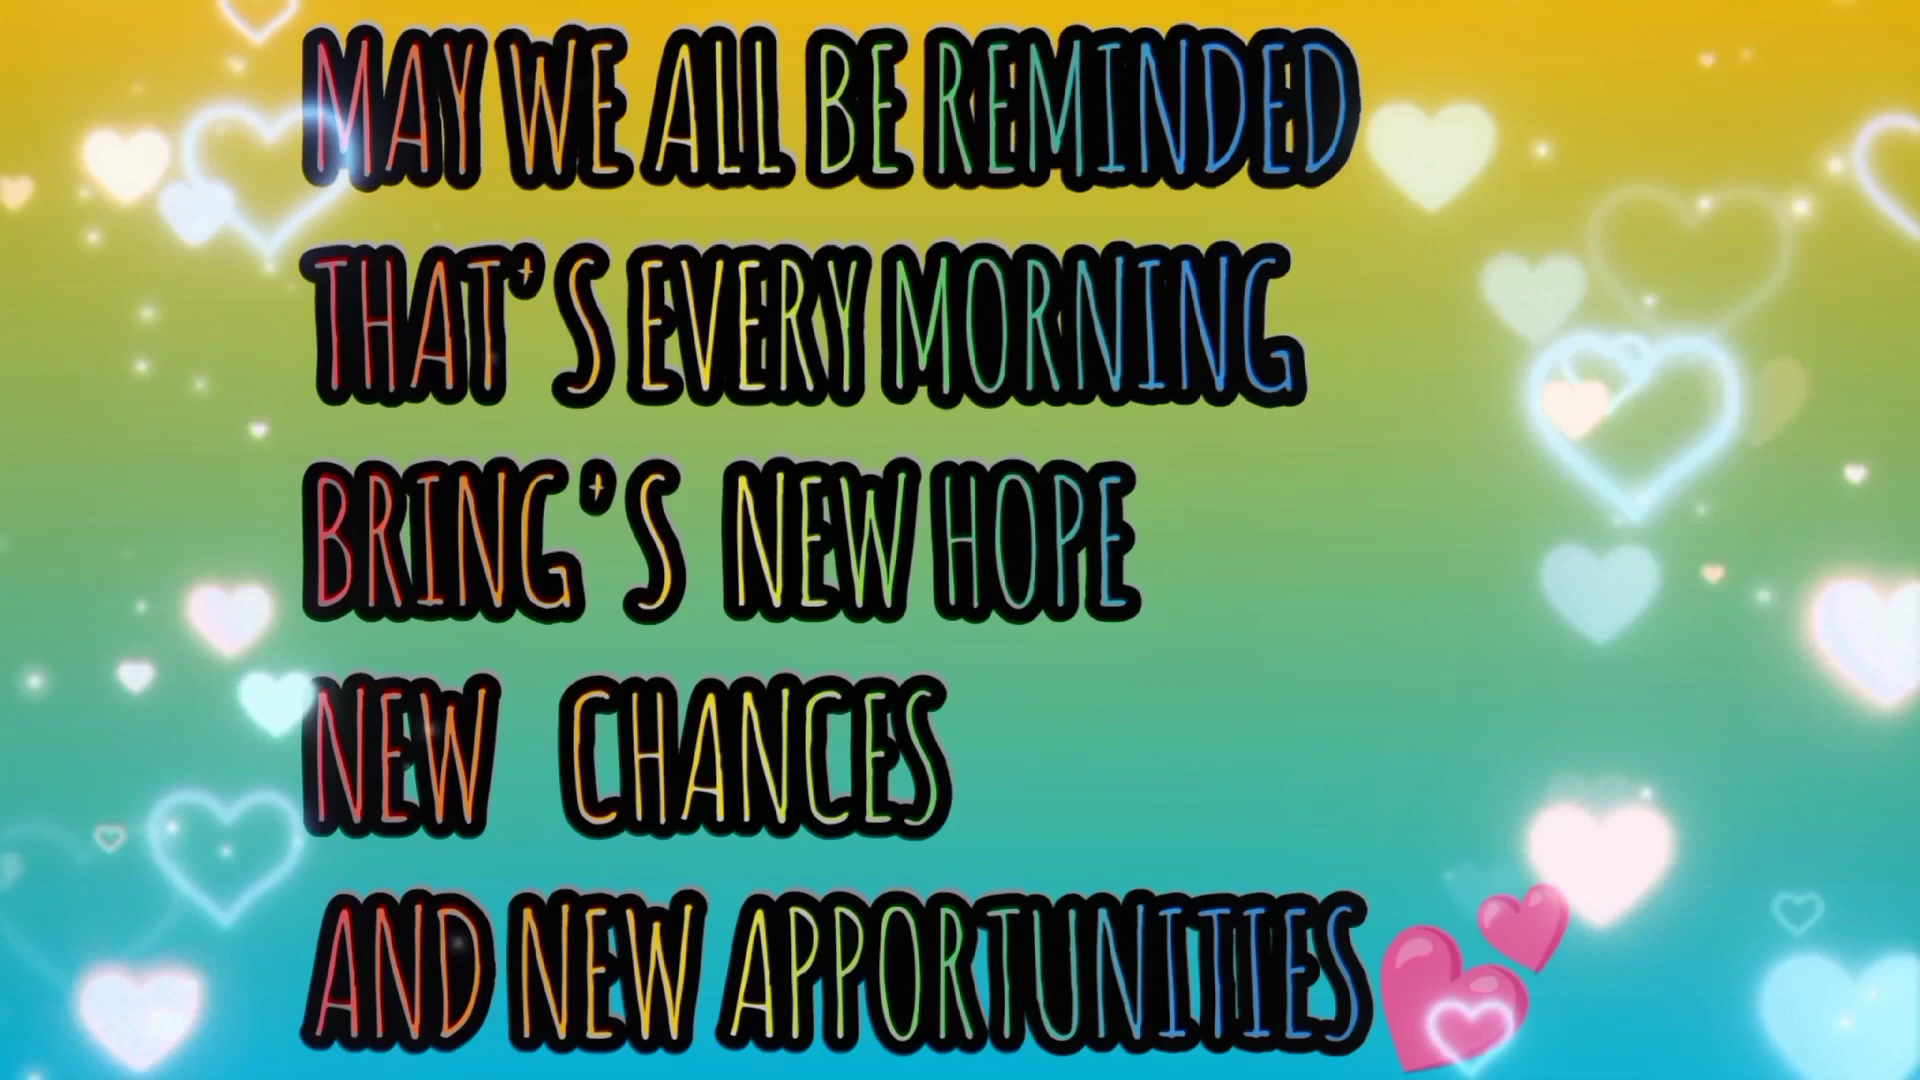 MAY WE ALL BE REMINDED
THAT'S EVERY MORNING
BRING'S NEW HOPE
NEW CHANCES
AND NEW APPORTUNITIES